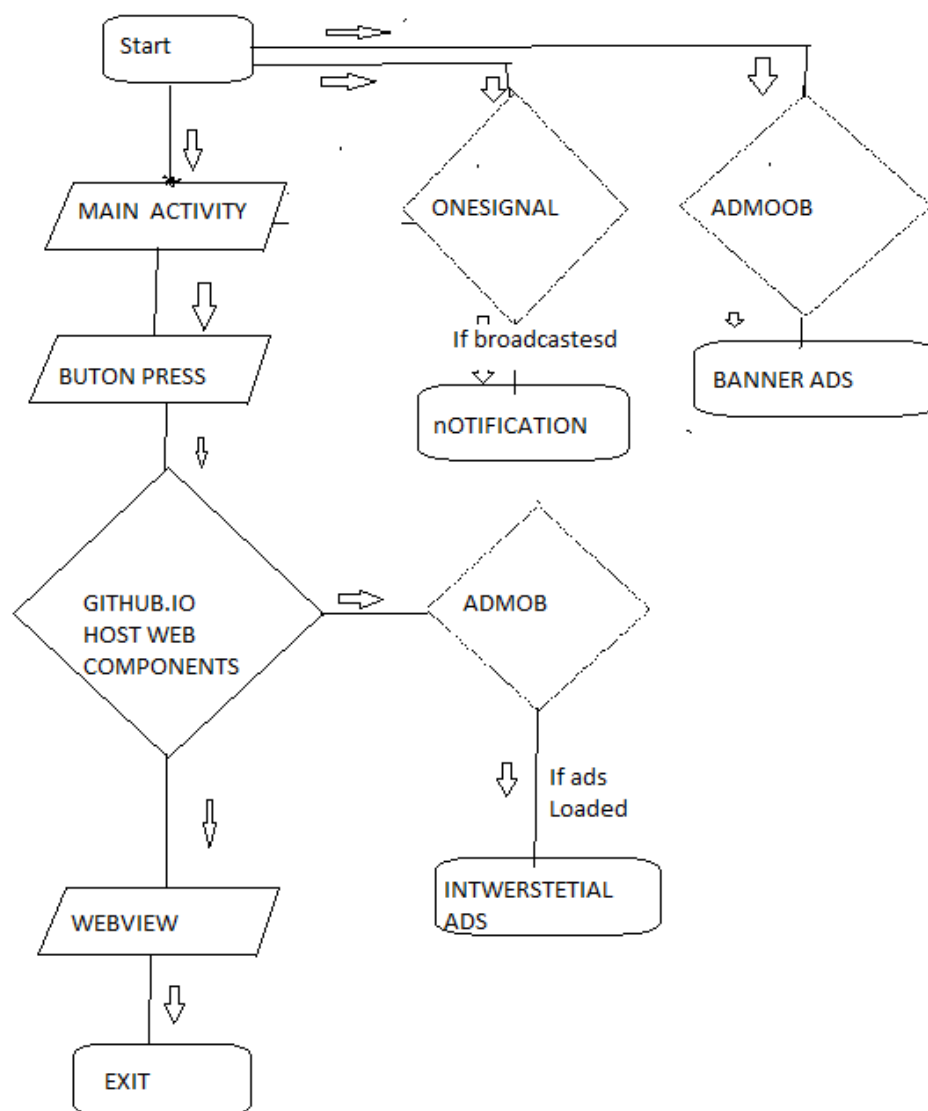 Start
MAIN ACTIVITY
ONESIGNAL
ADMOOB
If broadcastesd
BUTON PRESS
BANNER ADS
nOTIFICATION
GITHUB.IO
HOST WEB
COMPONENTS
ADMOB
If ads
Loaded
INTWERSTETIAL
ADS
WEBVIEW
EXIT